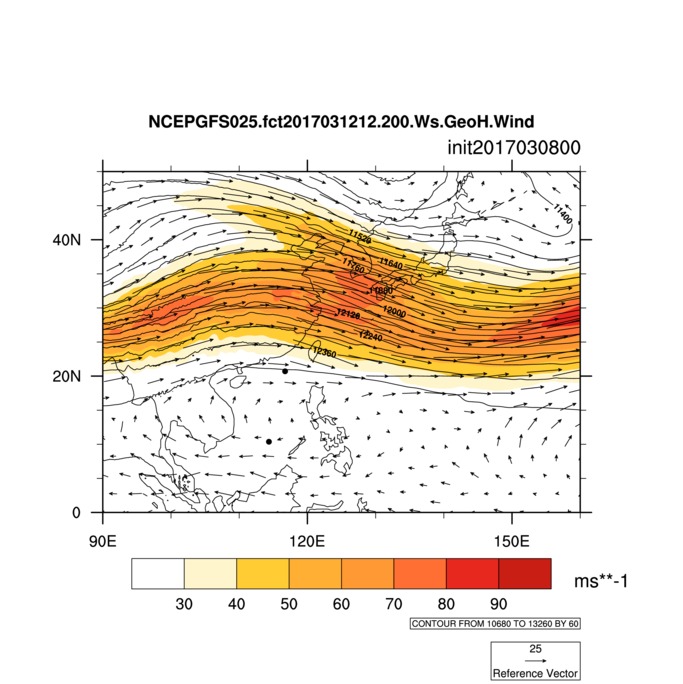 NCEPGFS025.fct2017031212.200.Ws.GeoH.Wind
init2017030800
11400
40N
11520
11640
11760
11880
12000
12120
12240
12360
20N
0
90E 120E 150E
ms**-1
30 40 50 60 70 80 90
CONTOUR FROM 10680 TO 13260 BY 60
25
Reference Vector